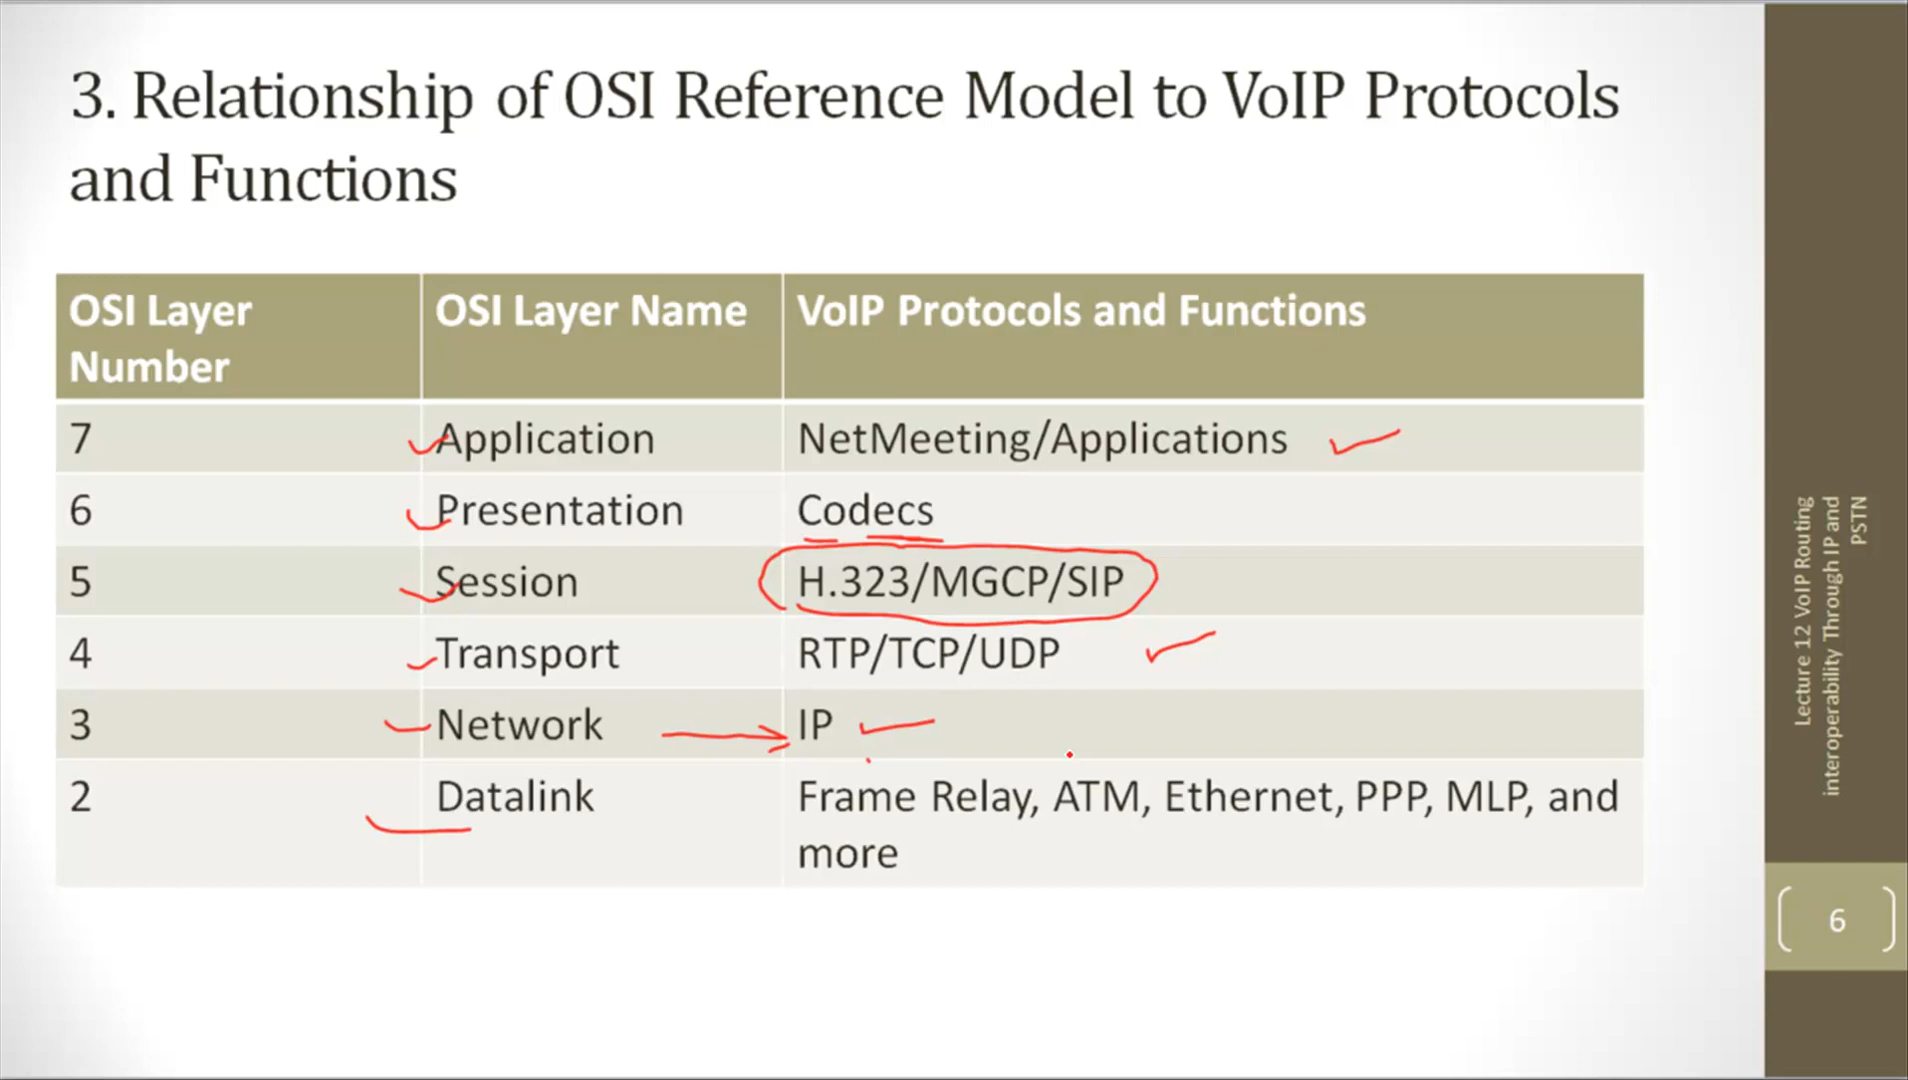 3. Relationship of OSI Reference Model to VoIP Protocols
and Functions
OSI Layer
Number
OSI Layer Name
VoIP Protocols and Functions
7
Application
NetMeeting/Applications
6
Presentation
Codecs
5
Session
H.323/MGCP/SIP
4
Transport
RTP/TCP/UDP
3
Network
IP
2
Datalink
Frame Relay, ATM, Ethernet, PPP, MLP, and
more
Lecture 12 VoIP Routing
interoperability Through IP and
PSTN
6